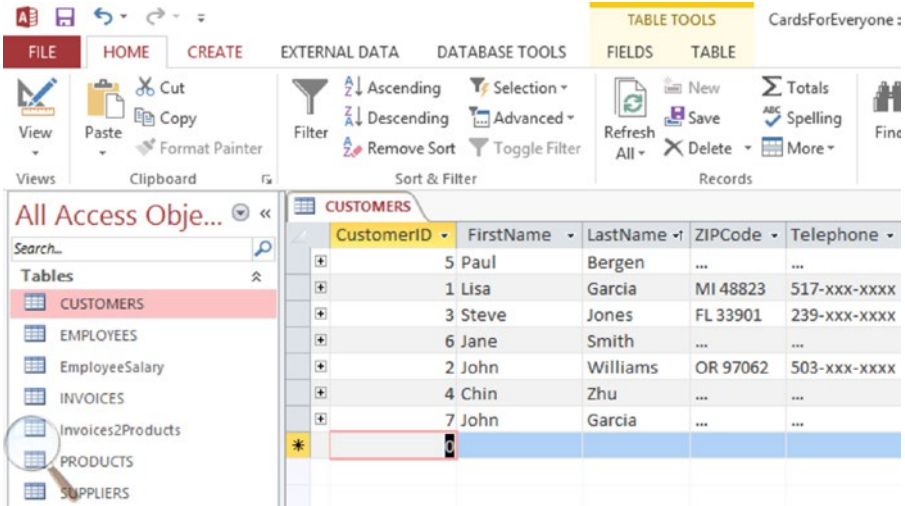 TABLE TOOLS CardsForEveryone :
FILE HOME CREATE EXTERNAL DATA DATABASE TOOLS FIELDS TABLE
View
Paste
Cut
Copy
Format Painter
Filter
Ascending
Descending
Remove Sort
Selection
Advanced
Toggle Filter
Refresh
All
New
Save
Delete
Totals
Spelling
More
Find
Views Clipboard Sort & Filter Records
All Access Obje... «
Search...
Tables
CUSTOMERS
EMPLOYEES
EmployeeSalary
INVOICES
Invoices2Products
PRODUCTS
SUPPLIERS
CUSTOMERS
CustomerID FirstName LastName ZIPCode Telephone
5 Paul Bergen ... ...
1 Lisa Garcia MI 48823 517-xxx-xxxx
3 Steve Jones FL 33901 239-xxx-xxxx
6 Jane Smith ... ...
2 John Williams OR 97062 503-xxx-xxxx
4 Chin Zhu ... ...
7 John Garcia ... ...
0